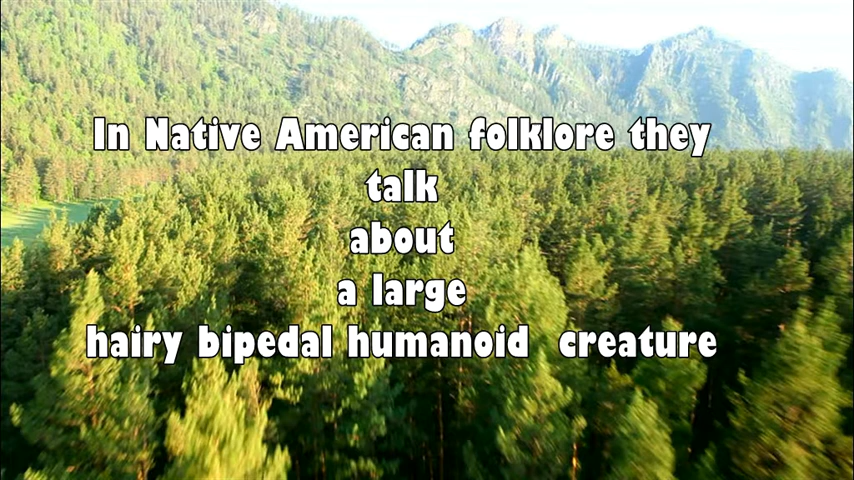 In Native American folklore they
talk
about
a large
hairy bipedal humanoid creature